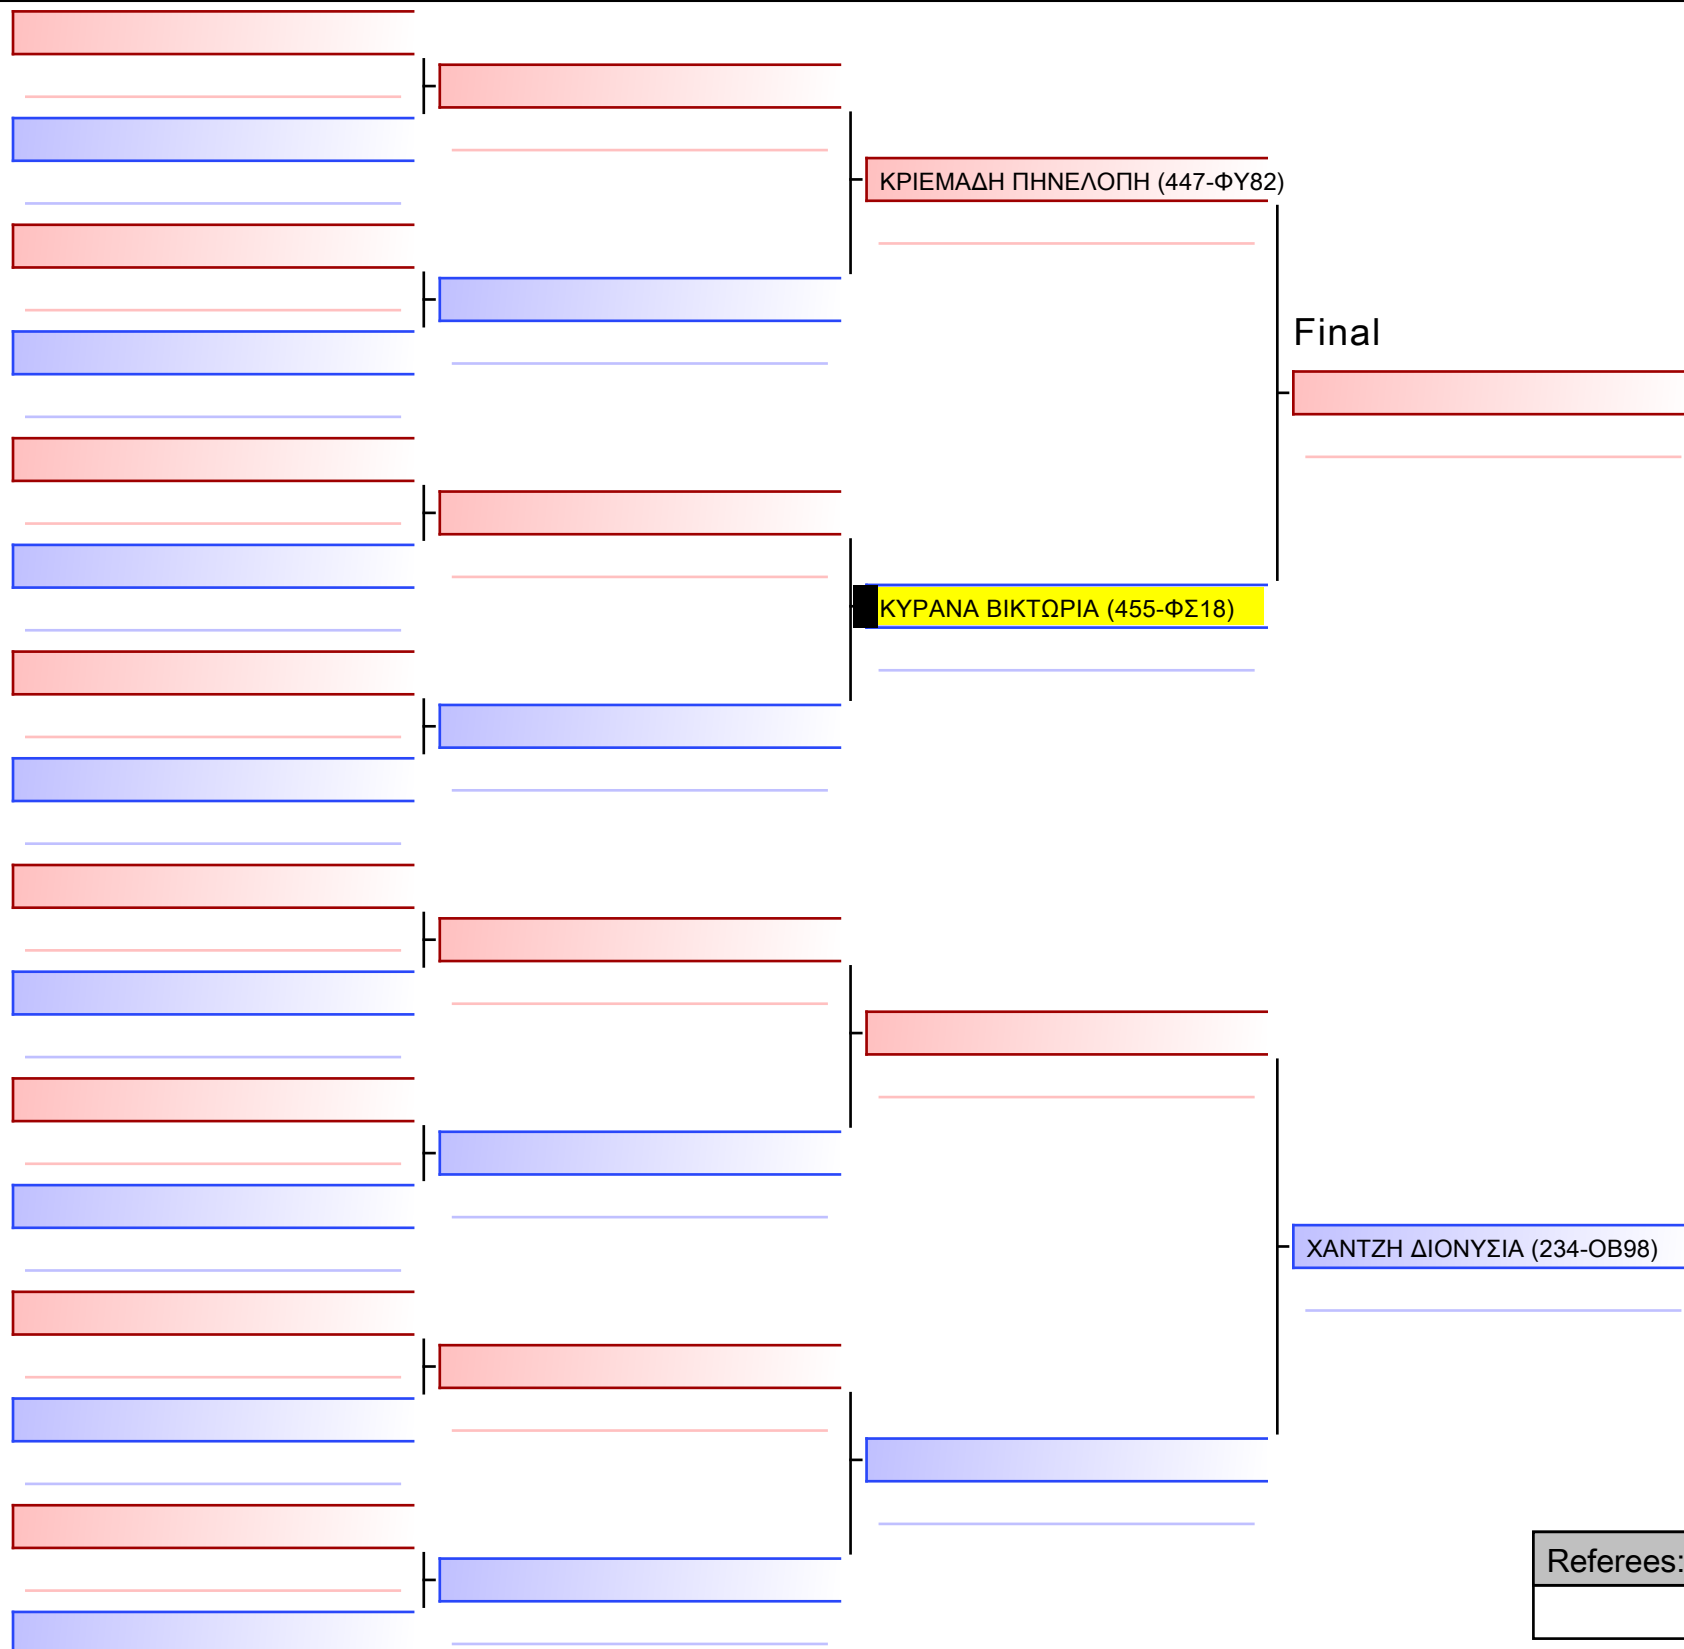 ΚΡΙΕΜΑΔΗ ΠΗΝΕΛΟΠΗ (447-ΦΥ82)
Final
ΚΥΡΑΝΑ ΒΙΚΤΩΡΙΑ (455-ΦΣ18)
ΧΑΝΤΖΗ ΔΙΟΝΥΣΙΑ (234-ΟΒ98)
Referees: